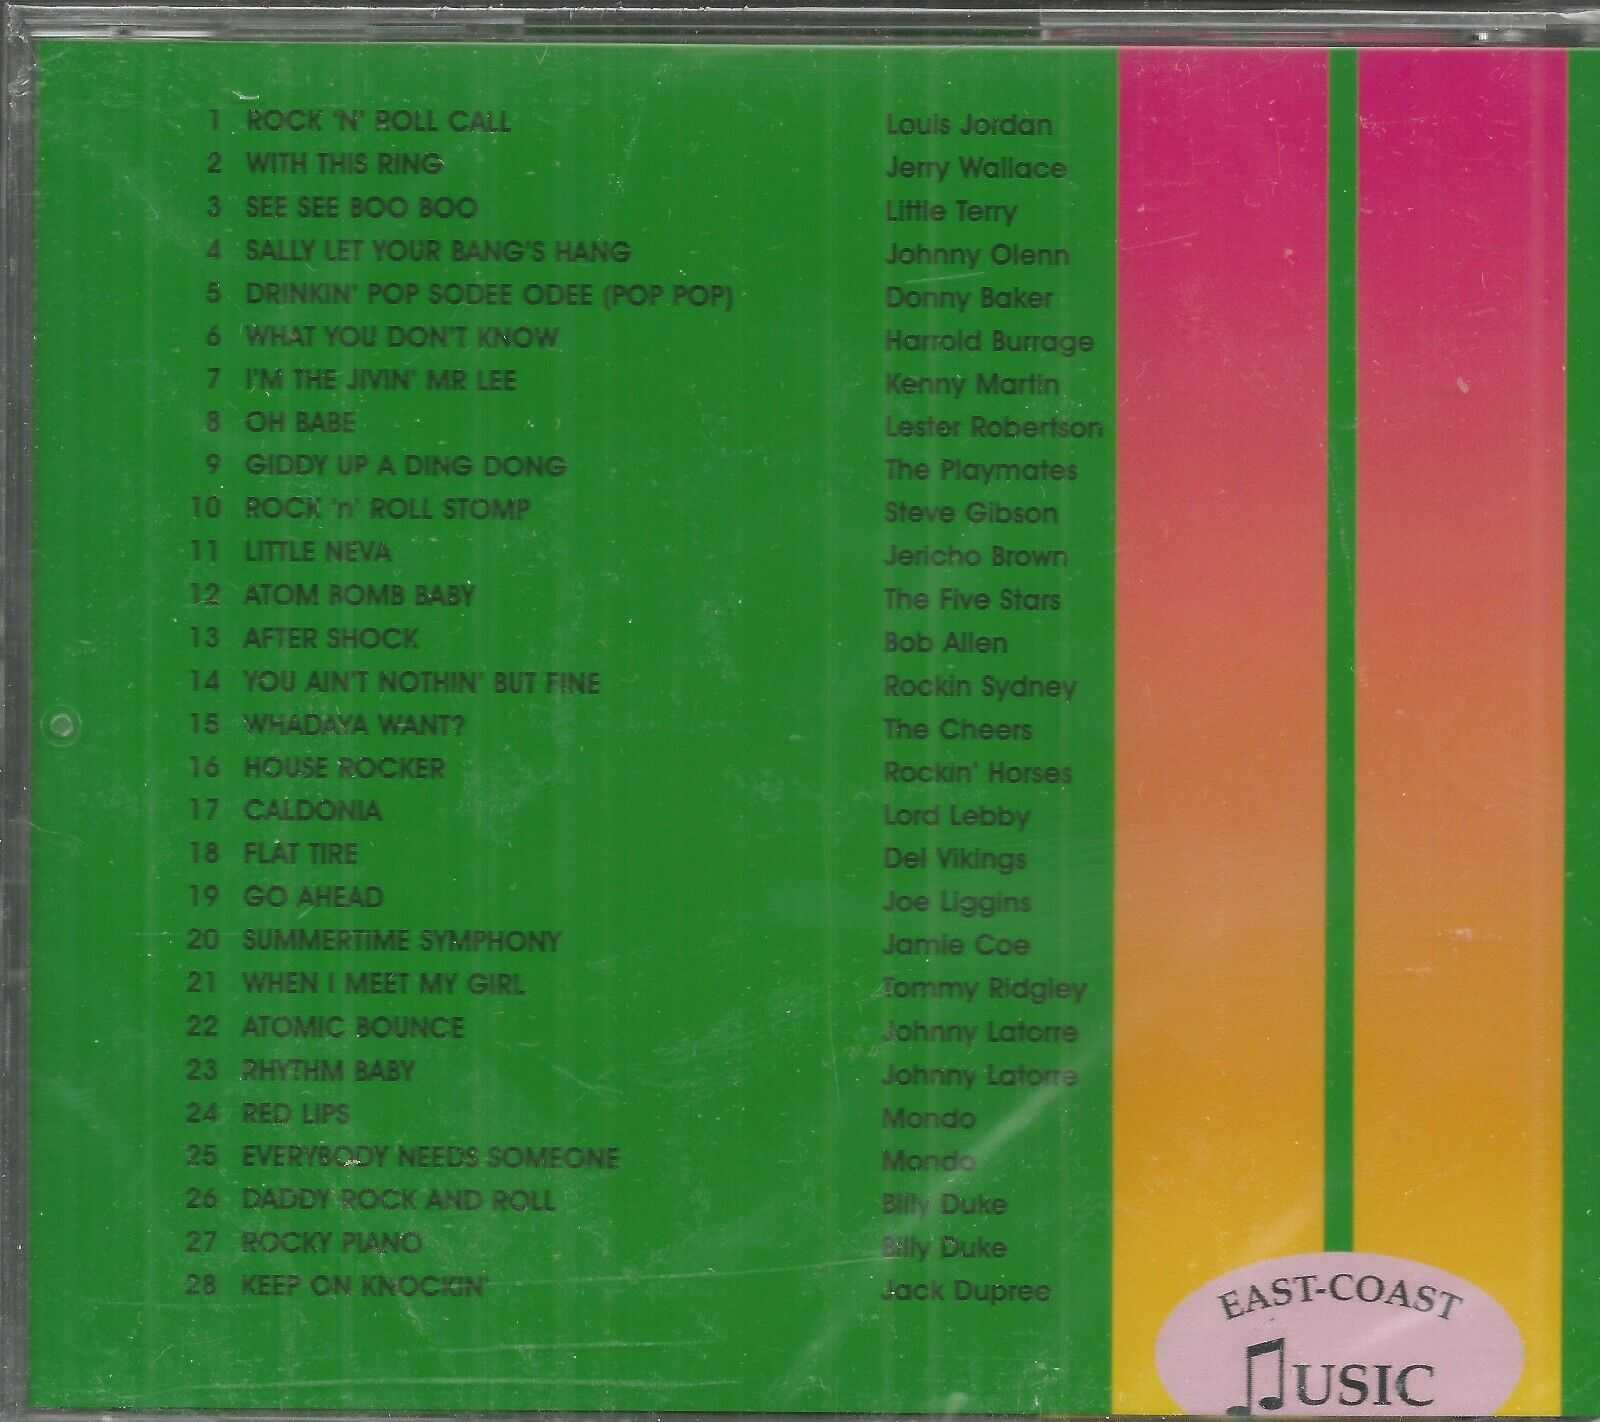 1 ROCK 'N' ROLL CALL Louis Jordan
2 WITH THIS RING Jerry Wallace
3 SEE SEE BOO BOO Little Terry
4 SALLY LET YOUR BANG'S HANG Johnny Olenn
5 DRINKIN' POP SODEE ODEE (POP POP) Donny Baker
6 WHAT YOU DON'T KNOW Harrold Burrage
7 I'M THE JIVIN' MR LEE Kenny Martin
8 OH BABE Lester Robertson
9 GIDDY UP A DING DONG The Playmates
10 ROCK 'n' ROLL STOMP Steve Gibson
11 LITTLE NEVA Jericho Brown
12 ATOM BOMB BABY The Five Stars
13 AFTER SHOCK Bob Allen
14 YOU AIN'T NOTHIN' BUT FINE Rockin Sydney
15 WHADAYA WANT? The Cheers
16 HOUSE ROCKER Rockin' Horses
17 CALDONIA Lord Lebby
18 FLAT TIRE Del Vikings
19 GO AHEAD Joe Liggins
20 SUMMERTIME SYMPHONY Jamie Coe
21 WHEN I MEET MY GIRL Tommy Ridgley
22 ATOMIC BOUNCE Johnny Latorre
23 RHYTHM BABY Johnny Latorre
24 RED LIPS Mondo
25 EVERYBODY NEEDS SOMEONE Mondo
26 DADDY ROCK AND ROLL Billy Duke
27 ROCKY PIANO Billy Duke
28 KEEP ON KNOCKIN' Jack Dupree
EAST-COAST
MUSIC